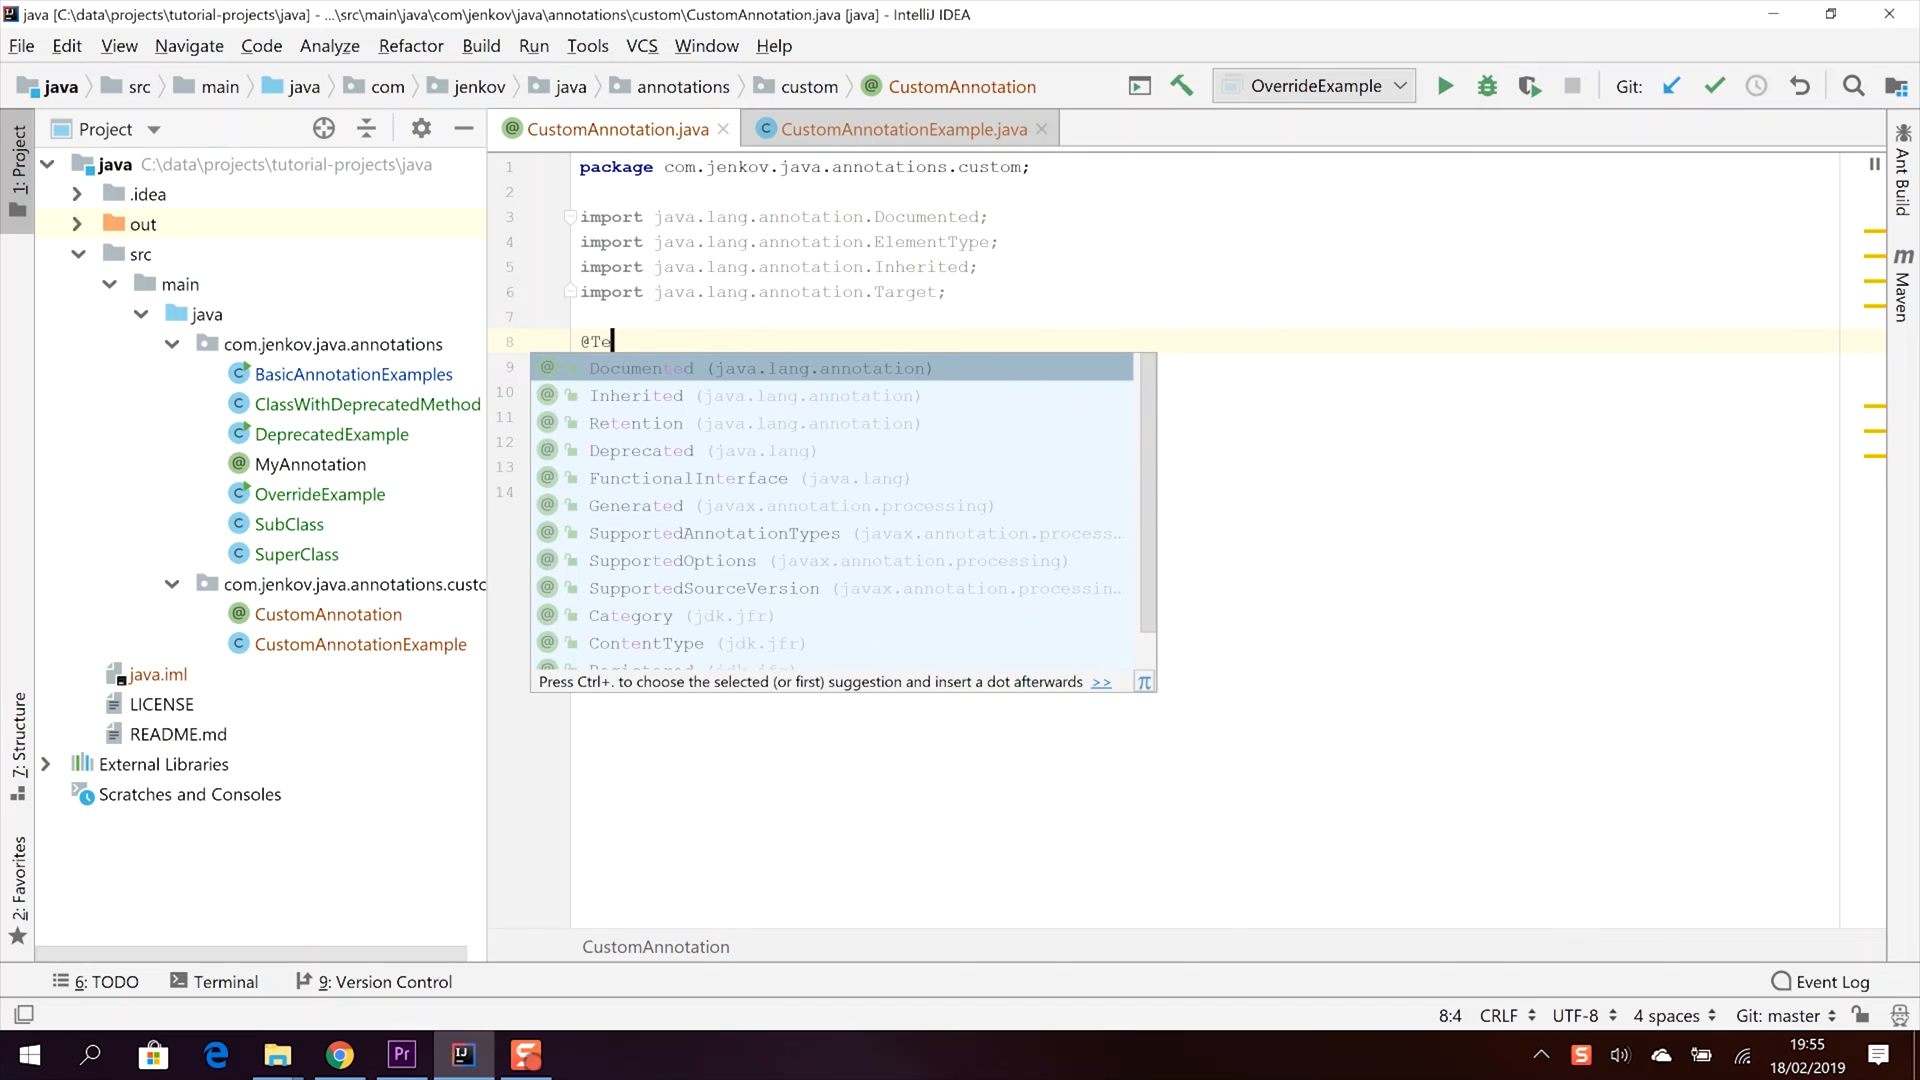 java [C:\data\projects\tutorial-projects\java] - ...\src\main\java\com\jenkov\java\annotations\custom\CustomAnnotation.java [java] - IntelliJ IDEA
File Edit View Navigate Code Analyze Refactor Build Run Tools VCS Window Help
java src main java com jenkov java annotations custom CustomAnnotation OverrideExample Git:
1: Project
7: Structure
2: Favorites
Project
java C:\data\projects\tutorial-projects\java
.idea
out
src
main
java
com.jenkov.java.annotations
BasicAnnotationExamples
ClassWithDeprecatedMethod
DeprecatedExample
MyAnnotation
OverrideExample
SubClass
SuperClass
com.jenkov.java.annotations.custo
CustomAnnotation
CustomAnnotationExample
java.iml
LICENSE
README.md
External Libraries
Scratches and Consoles
CustomAnnotation.java CustomAnnotationExample.java
1 package com.jenkov.java.annotations.custom;
2
3 import java.lang.annotation.Documented;
4 import java.lang.annotation.ElementType;
5 import java.lang.annotation.Inherited;
6 import java.lang.annotation.Target;
7
8 @Te
9
10
11
12
13
14
Documented (java.lang.annotation)
Inherited (java.lang.annotation)
Retention (java.lang.annotation)
Deprecated (java.lang)
FunctionalInterface (java.lang)
Generated (javax.annotation.processing)
SupportedAnnotationTypes (javax.annotation.process...
SupportedOptions (javax.annotation.processing)
SupportedSourceVersion (javax.annotation.processin...
Category (jdk.jfr)
ContentType (jdk.jfr)
Press Ctrl+. to choose the selected (or first) suggestion and insert a dot afterwards >> π
CustomAnnotation
Ant Build
m Maven
6: TODO Terminal 9: Version Control Event Log
8:4 CRLF UTF-8 4 spaces Git: master
Pr IJ S
19:55
18/02/2019